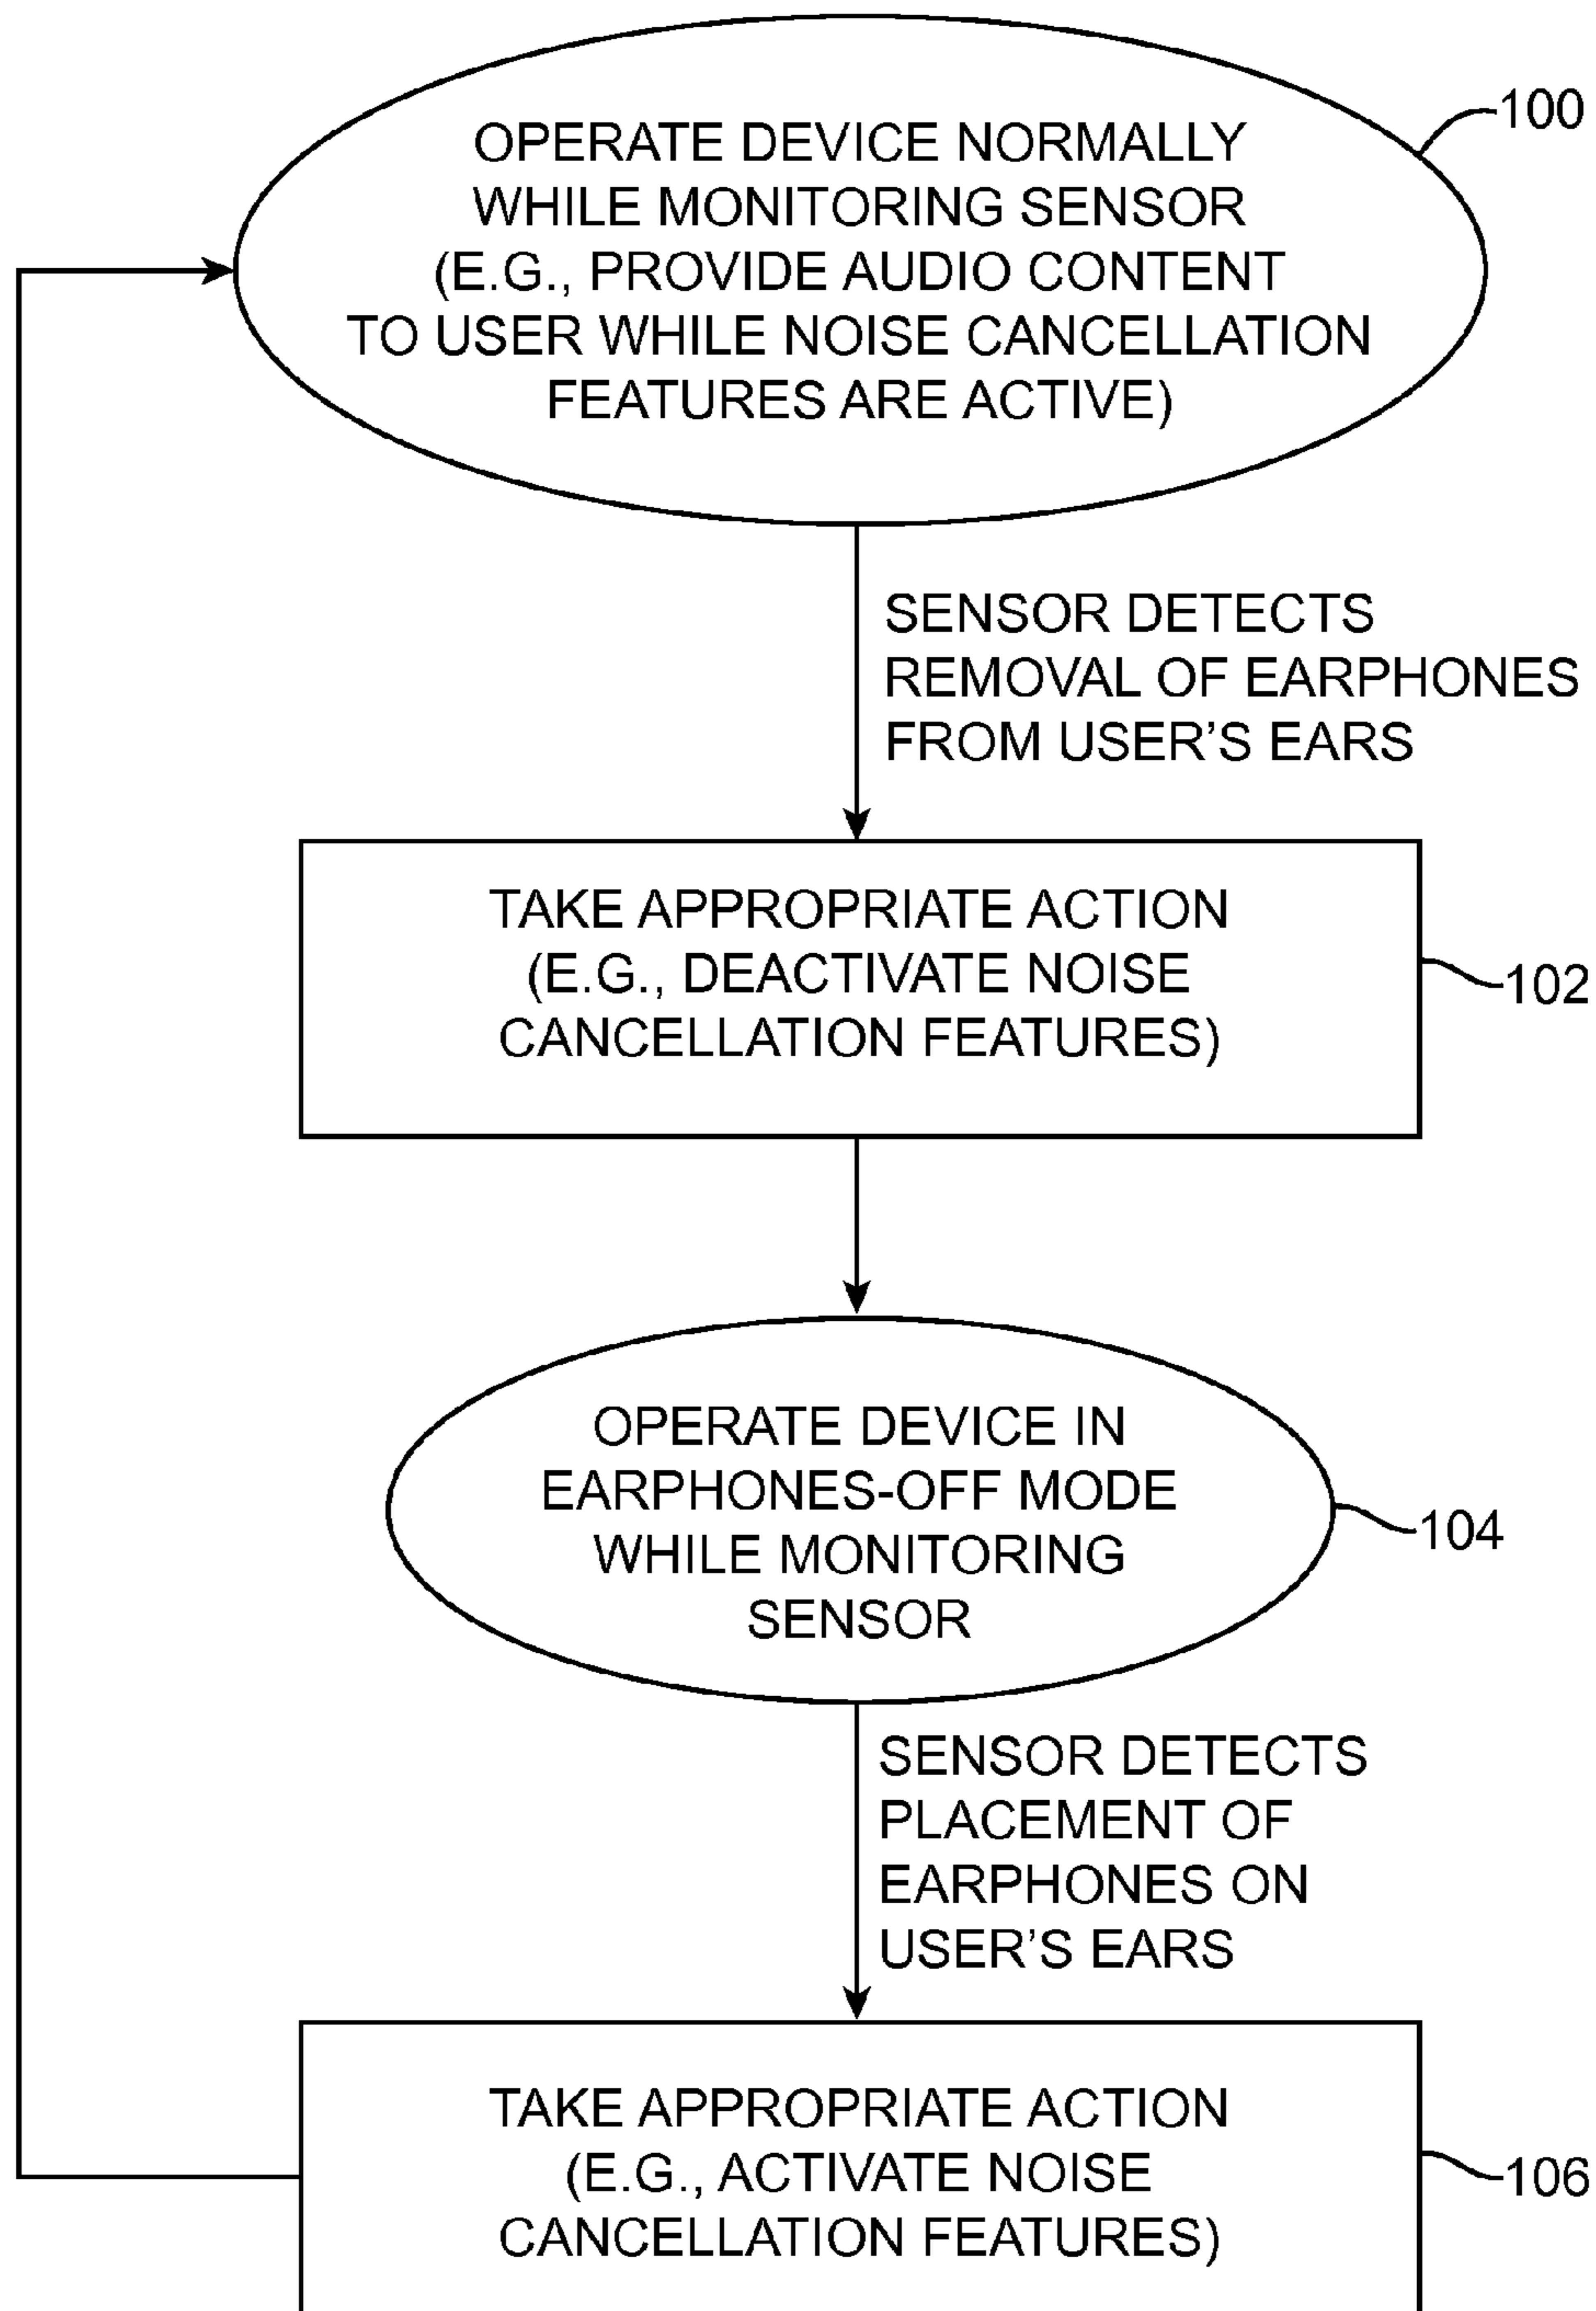 OPERATE DEVICE NORMALLY
WHILE MONITORING SENSOR
(E.G., PROVIDE AUDIO CONTENT
TO USER WHILE NOISE CANCELLATION
FEATURES ARE ACTIVE)
100
SENSOR DETECTS
REMOVAL OF EARPHONES
FROM USER’S EARS
TAKE APPROPRIATE ACTION
(E.G., DEACTIVATE NOISE
CANCELLATION FEATURES)
102
OPERATE DEVICE IN
EARPHONES-OFF MODE
WHILE MONITORING
SENSOR
104
SENSOR DETECTS
PLACEMENT OF
EARPHONES ON
USER’S EARS
TAKE APPROPRIATE ACTION
(E.G., ACTIVATE NOISE
CANCELLATION FEATURES)
106